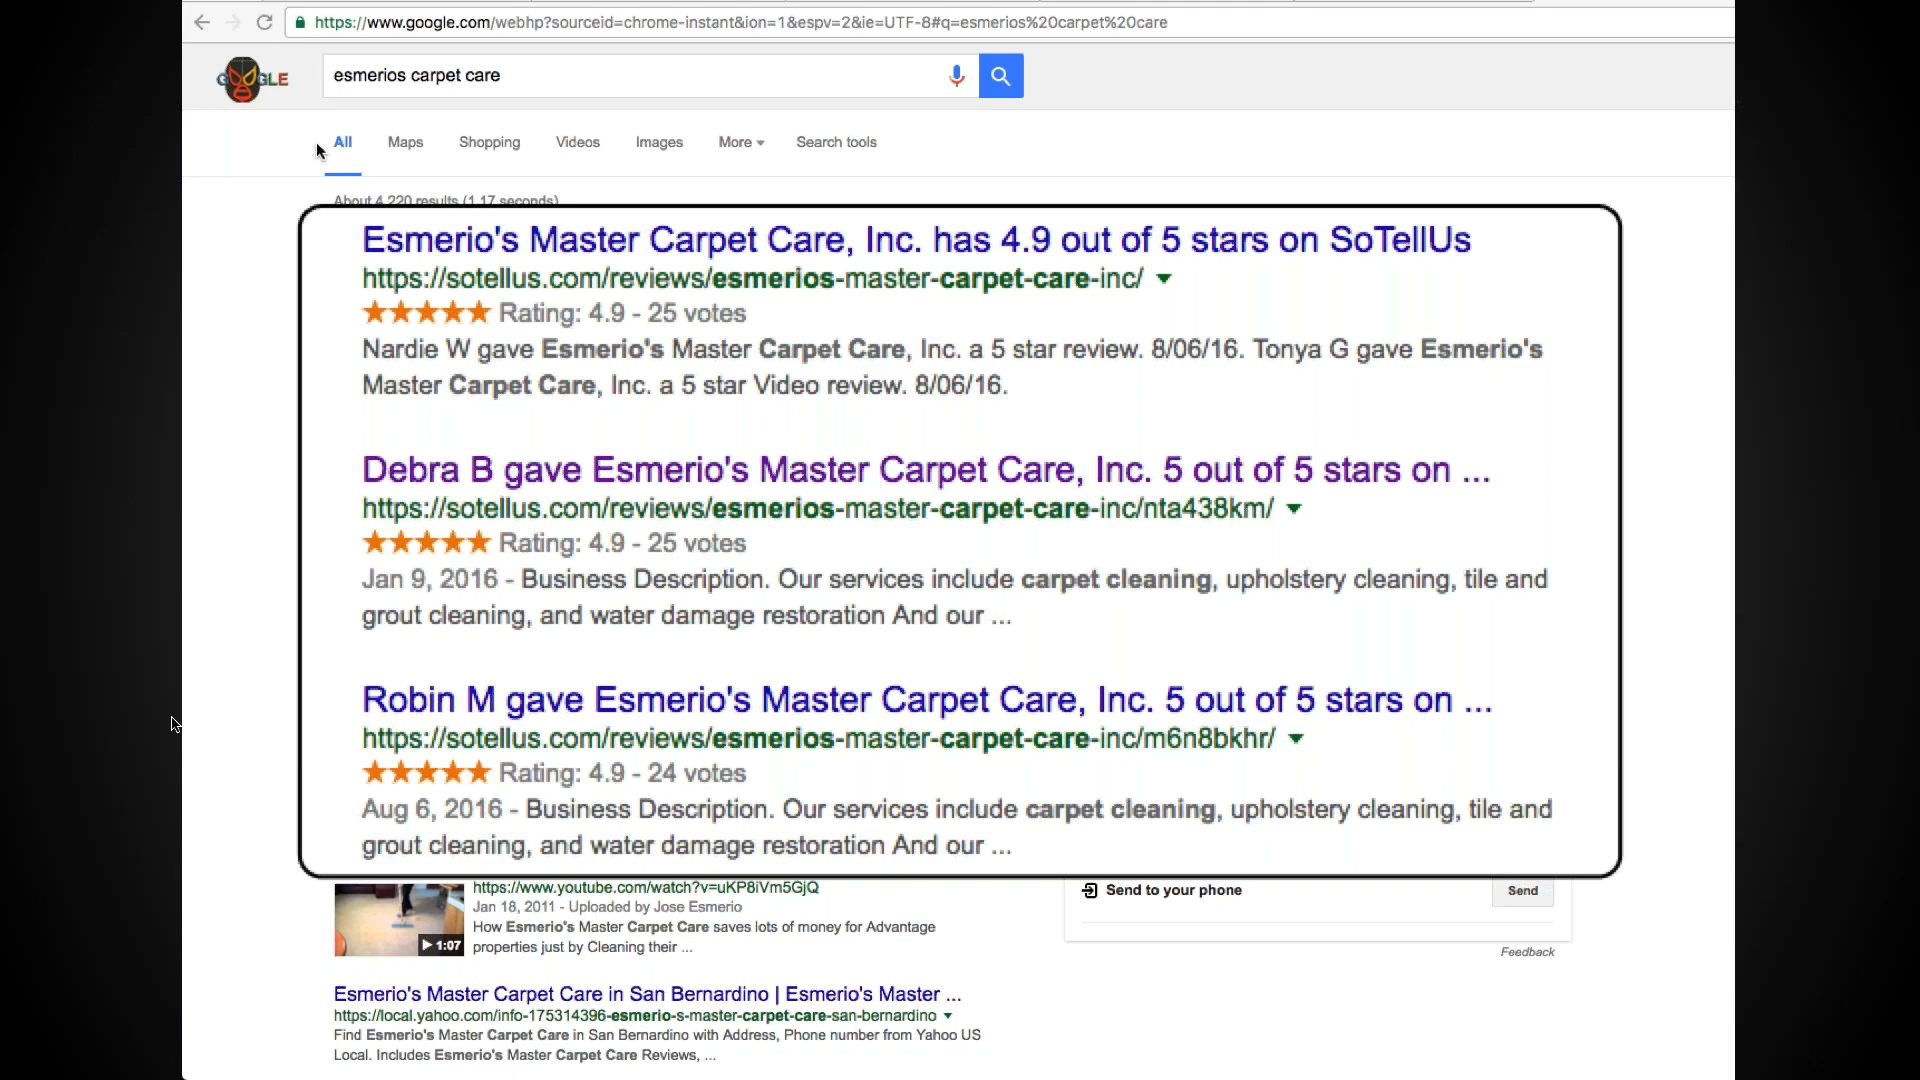 https://www.google.com/webhp?sourceid=chrome-instant&ion=1&espv=2&ie=UTF-8#q=esmerios%20carpet%20care
GOOGLE
esmerios carpet care
All Maps Shopping Videos Images More Search tools
About 4,220 results (1.17 seconds)
Esmerio's Master Carpet Care, Inc. has 4.9 out of 5 stars on SoTellUs
https://sotellus.com/reviews/esmerios-master-carpet-care-inc/
Rating: 4.9 - 25 votes
Nardie W gave Esmerio's Master Carpet Care, Inc. a 5 star review. 8/06/16. Tonya G gave Esmerio's
Master Carpet Care, Inc. a 5 star Video review. 8/06/16.
Debra B gave Esmerio's Master Carpet Care, Inc. 5 out of 5 stars on ...
https://sotellus.com/reviews/esmerios-master-carpet-care-inc/nta438km/
Rating: 4.9 - 25 votes
Jan 9, 2016 - Business Description. Our services include carpet cleaning, upholstery cleaning, tile and
grout cleaning, and water damage restoration And our ...
Robin M gave Esmerio's Master Carpet Care, Inc. 5 out of 5 stars on ...
https://sotellus.com/reviews/esmerios-master-carpet-care-inc/m6n8bkhr/
Rating: 4.9 - 24 votes
Aug 6, 2016 - Business Description. Our services include carpet cleaning, upholstery cleaning, tile and
grout cleaning, and water damage restoration And our ...
https://www.youtube.com/watch?v=uKP8iVm5GjQ
Jan 18, 2011 - Uploaded by Jose Esmerio
How Esmerio's Master Carpet Care saves lots of money for Advantage
properties just by Cleaning their ...
1:07
Send to your phone Send
Feedback
Esmerio's Master Carpet Care in San Bernardino | Esmerio's Master ...
https://local.yahoo.com/info-175314396-esmerio-s-master-carpet-care-san-bernardino
Find Esmerio's Master Carpet Care in San Bernardino with Address, Phone number from Yahoo US
Local. Includes Esmerio's Master Carpet Care Reviews, ...